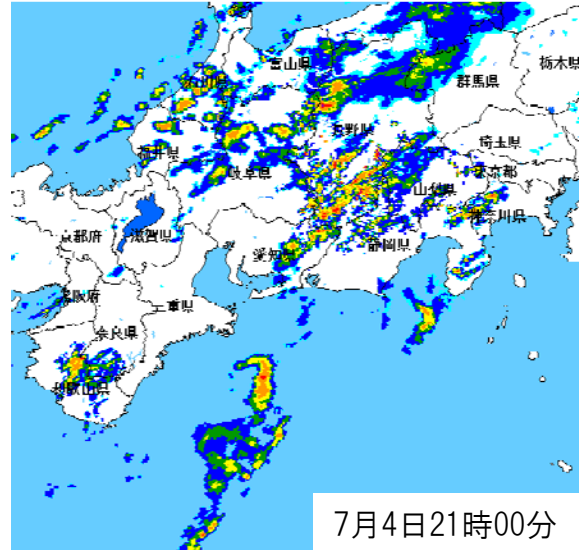 富山県
栃木県
群馬県
石川県
長野県
埼玉県
福井県
岐阜県
東京都
山梨県
神奈川県
京都府
滋賀県
愛知県
静岡県
大阪府
三重県
奈良県
和歌山県
7月4日21時00分